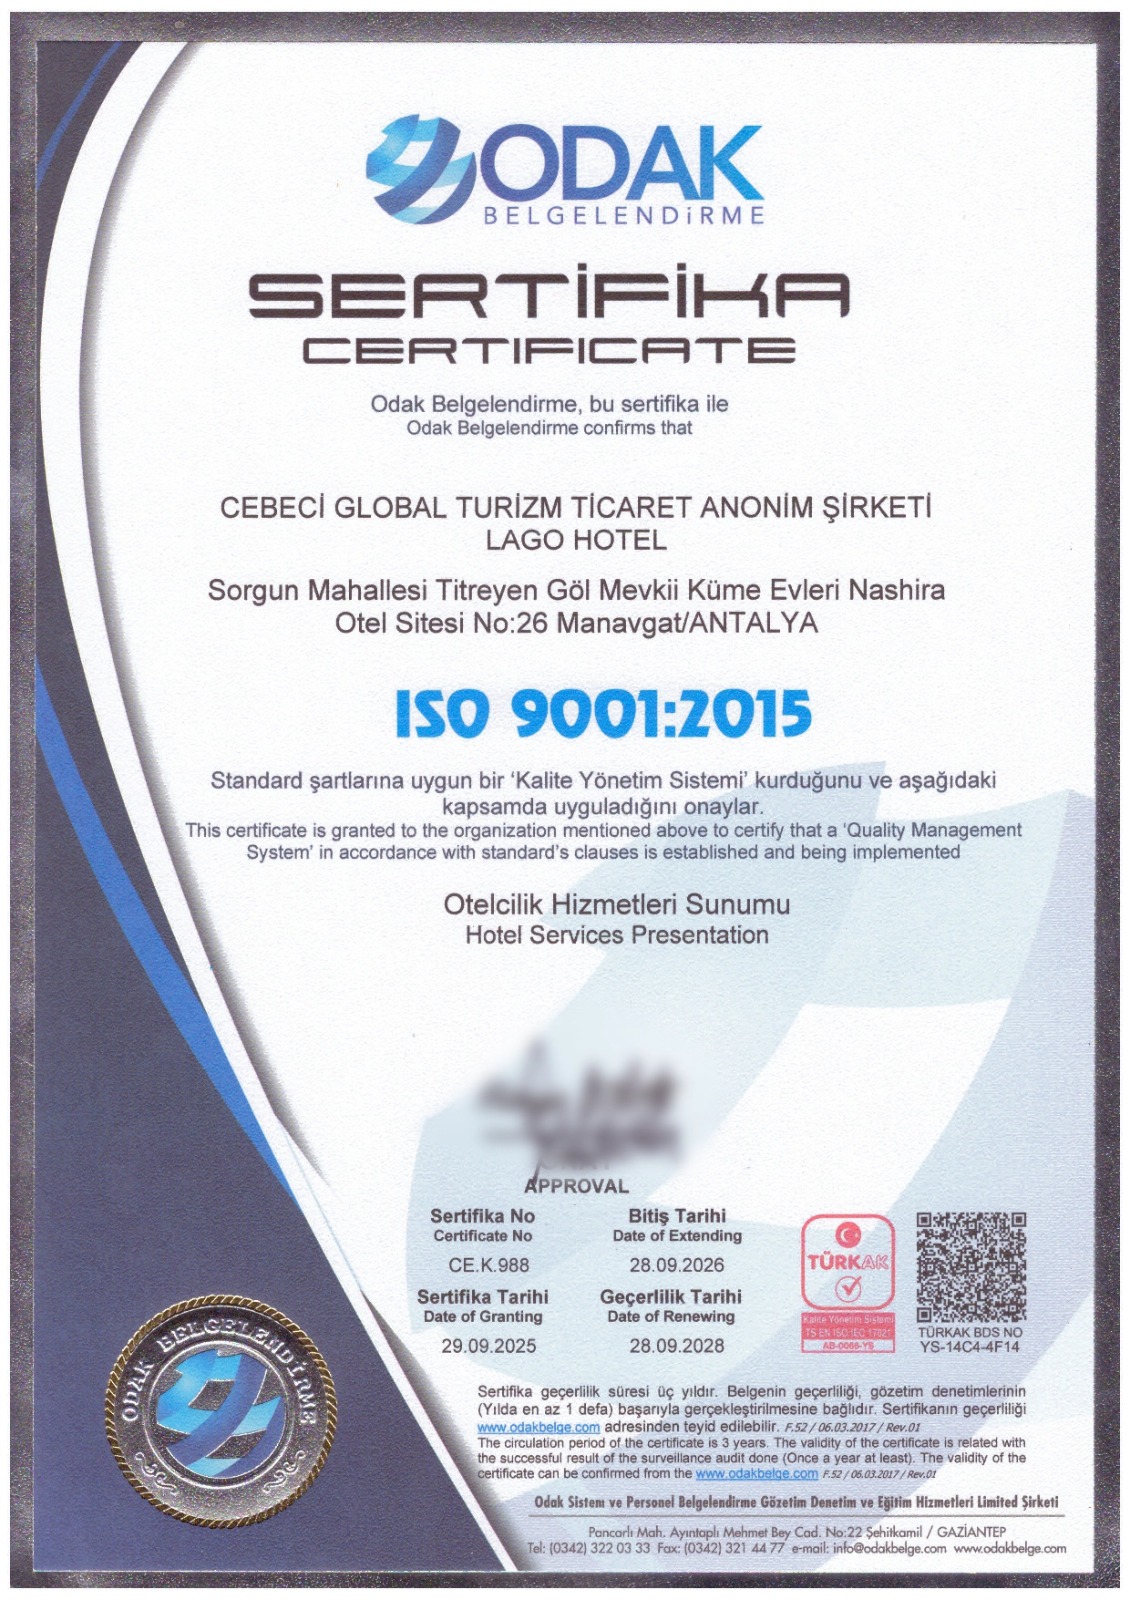 ODAK
BELGELENDiRME
SERTİFİKA
CERTIFICATE
Odak Belgelendirme, bu sertifika ile
Odak Belgelendirme confirms that
CEBECİ GLOBAL TURİZM TİCARET ANONİM ŞİRKETİ
LAGO HOTEL
Sorgun Mahallesi Titreyen Göl Mevkii Küme Evleri Nashira
Otel Sitesi No:26 Manavgat/ANTALYA
ISO 9001:2015
Standard şartlarına uygun bir ‘Kalite Yönetim Sistemi’ kurduğunu ve aşağıdaki
kapsamda uyguladığını onaylar.
This certificate is granted to the organization mentioned above to certify that a ‘Quality Management
System’ in accordance with standard’s clauses is established and being implemented
Otelcilik Hizmetleri Sunumu
Hotel Services Presentation
APPROVAL
Sertifika No
Certificate No
CE.K.988
Bitiş Tarihi
Date of Extending
28.09.2026
Sertifika Tarihi
Date of Granting
29.09.2025
Geçerlilik Tarihi
Date of Renewing
28.09.2028
TÜRKAK
Kalite Yönetim Sistemi
TS EN ISO/IEC 17021
AB-0066-YS
TÜRKAK BDS NO
YS-14C4-4F14
ODAK BELGELENDİRME
Sertifika geçerlilik süresi üç yıldır. Belgenin geçerliliği, gözetim denetimlerinin
(Yılda en az 1 defa) başarıyla gerçekleştirilmesine bağlıdır. Sertifikanın geçerliliği
www.odakbelge.com adresinden teyid edilebilir. F.52 / 06.03.2017 / Rev.01
The circulation period of the certificate is 3 years. The validity of the certificate is related with
the successful result of the surveillance audit done (Once a year at least). The validity of the
certificate can be confirmed from the www.odakbelge.com F.52 / 06.03.2017 / Rev.01
Odak Sistem ve Personel Belgelendirme Gözetim Denetim ve Eğitim Hizmetleri Limited Şirketi
Pancarlı Mah. Ayıntaplı Mehmet Bey Cad. No:22 Şehitkamil / GAZİANTEP
Tel: (0342) 322 03 33 Fax: (0342) 321 44 77 e-mail: info@odakbelge.com www.odakbelge.com